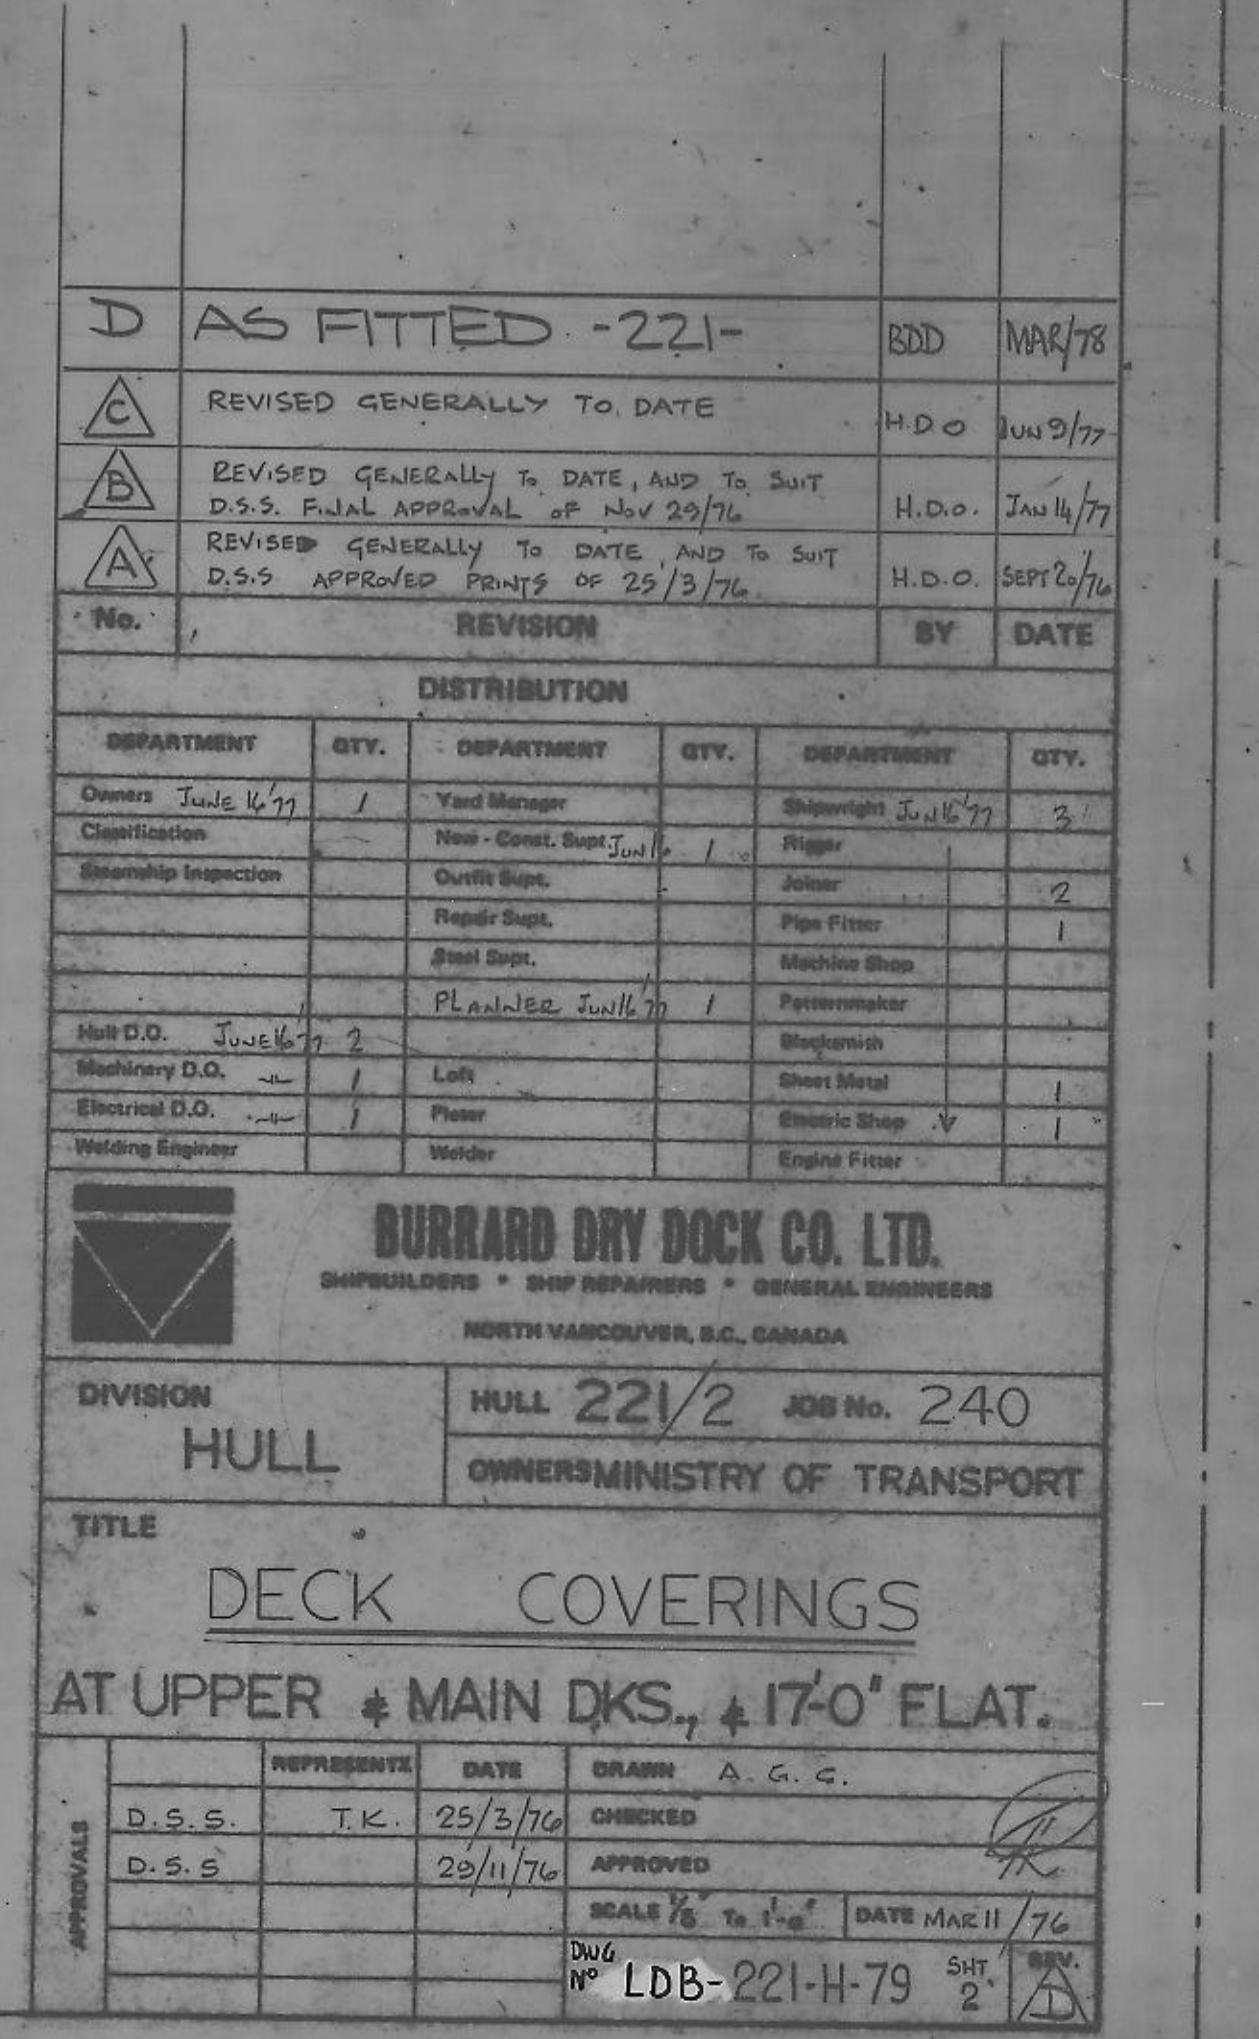 D AS FITTED -221- BDD MAR/78
C REVISED GENERALLY TO DATE H.D.O JUN 9/77
B REVISED GENERALLY TO DATE, AND TO SUIT
D.S.S. FINAL APPROVAL OF NOV 29/76 H.D.O. JAN 14/77
A REVISED GENERALLY TO DATE, AND TO SUIT
D.S.S APPROVED PRINTS OF 25/3/76. H.D.O. SEPT 20/76
No. REVISION BY DATE
DISTRIBUTION
DEPARTMENT QTY. DEPARTMENT QTY. DEPARTMENT QTY.
Owners JUNE 16'77 1 Yard Manager Shipwright JUN 16'77 3
Classification New - Const. Supt. JUN 16 1 Rigger
Steamship Inspection Outfit Supt. Joiner 2
Repair Supt. Pipe Fitter 1
Steel Supt. Machine Shop
PLANNER JUN 16'77 1 Patternmaker
Hull D.O. JUNE 16'77 2 Blacksmith
Machinery D.O. 1 Loft Sheet Metal 1
Electrical D.O. 1 Plater Electric Shop 1
Welding Engineer Welder Engine Fitter
BURRARD DRY DOCK CO. LTD.
SHIPBUILDERS * SHIP REPAIRERS * GENERAL ENGINEERS
NORTH VANCOUVER, B.C., CANADA
DIVISION HULL 221/2 JOB No. 240
HULL OWNERS MINISTRY OF TRANSPORT
TITLE
DECK COVERINGS
AT UPPER & MAIN DKS., & 17'-0" FLAT.
APPROVALS
REPRESENT'G DATE DRAWN A. G. G.
D.S.S. T.K. 25/3/76 CHECKED
D.S.S 29/11/76 APPROVED
SCALE 1/8" TO 1'-0" DATE MAR 11/76
DWG
Nº LDB-221-H-79 SHT. 2 REV. D